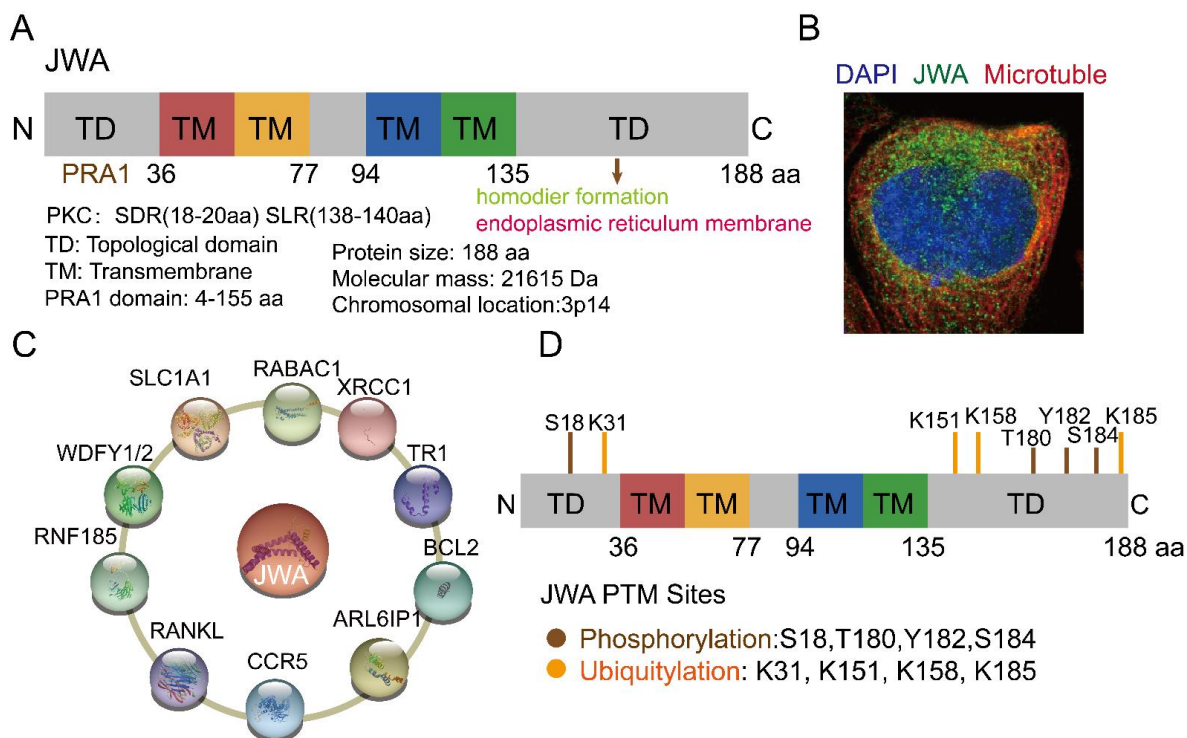 A
JWA
N TD TM TM TM TM TD C
PRA1 36 77 94 135 188 aa
homodier formation
endoplasmic reticulum membrane
PKC: SDR(18-20aa) SLR(138-140aa)
TD: Topological domain
TM: Transmembrane
PRA1 domain: 4-155 aa
Protein size: 188 aa
Molecular mass: 21615 Da
Chromosomal location:3p14
B
DAPI JWA Microtuble
C
RABAC1
XRCC1
TR1
BCL2
ARL6IP1
CCR5
RANKL
RNF185
WDFY1/2
SLC1A1
JWA
D
S18 K31 K151 K158 T180 Y182 S184 K185
N TD TM TM TM TM TD C
36 77 94 135 188 aa
JWA PTM Sites
Phosphorylation:S18,T180,Y182,S184
Ubiquitylation: K31, K151, K158, K185